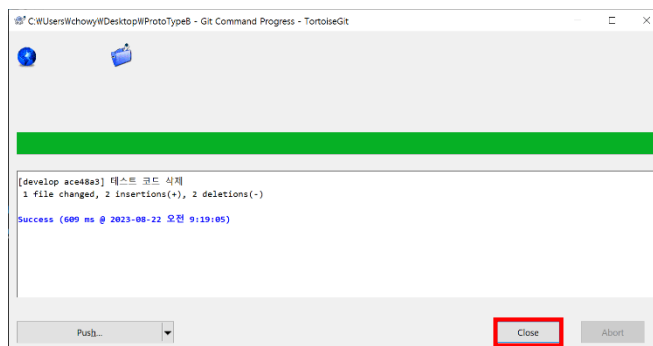 C:₩Users₩chowy₩Desktop₩ProtoTypeB - Git Command Progress - TortoiseGit
[develop ace48a3] 테스트 코드 삭제
1 file changed, 2 insertions(+), 2 deletions(-)
Success (609 ms @ 2023-08-22 오전 9:19:05)
Push...
Close
Abort